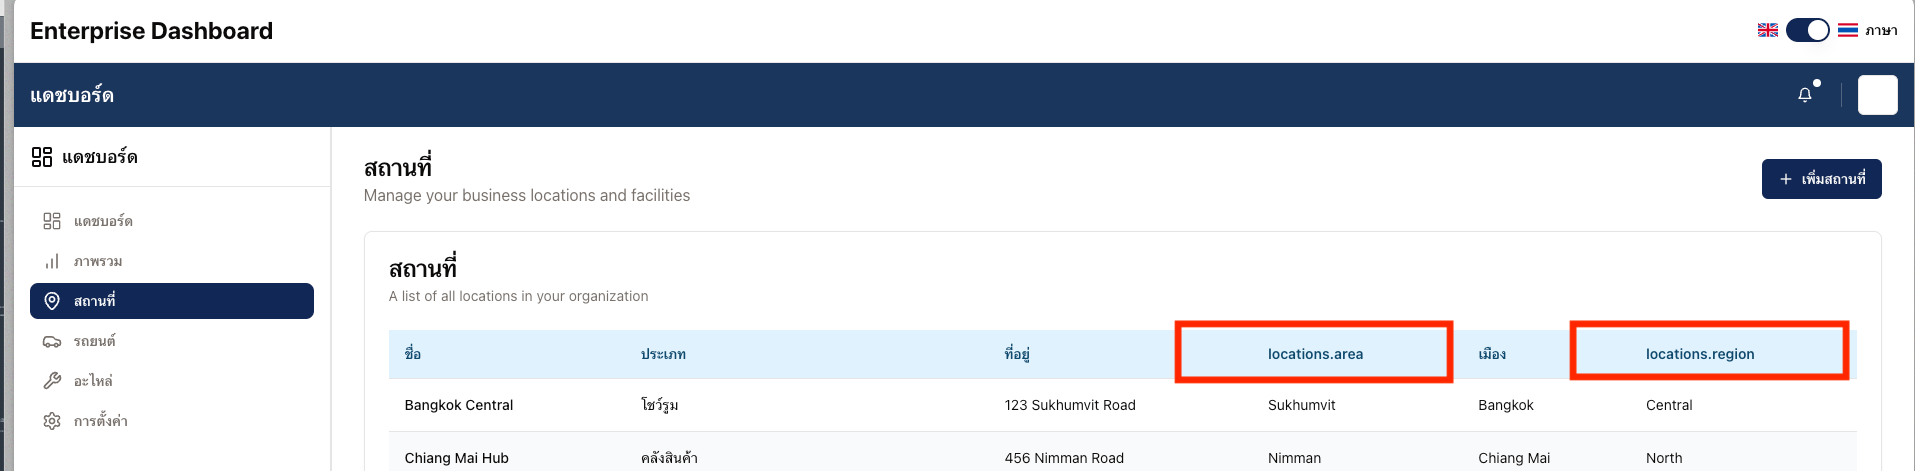 Enterprise Dashboard
ภาษา
แดชบอร์ด
แดชบอร์ด
แดชบอร์ด
ภาพรวม
สถานที่
รถยนต์
อะไหล่
การตั้งค่า
สถานที่
Manage your business locations and facilities
+ เพิ่มสถานที่
สถานที่
A list of all locations in your organization
ชื่อ ประเภท ที่อยู่ locations.area เมือง locations.region
Bangkok Central โชว์รูม 123 Sukhumvit Road Sukhumvit Bangkok Central
Chiang Mai Hub คลังสินค้า 456 Nimman Road Nimman Chiang Mai North